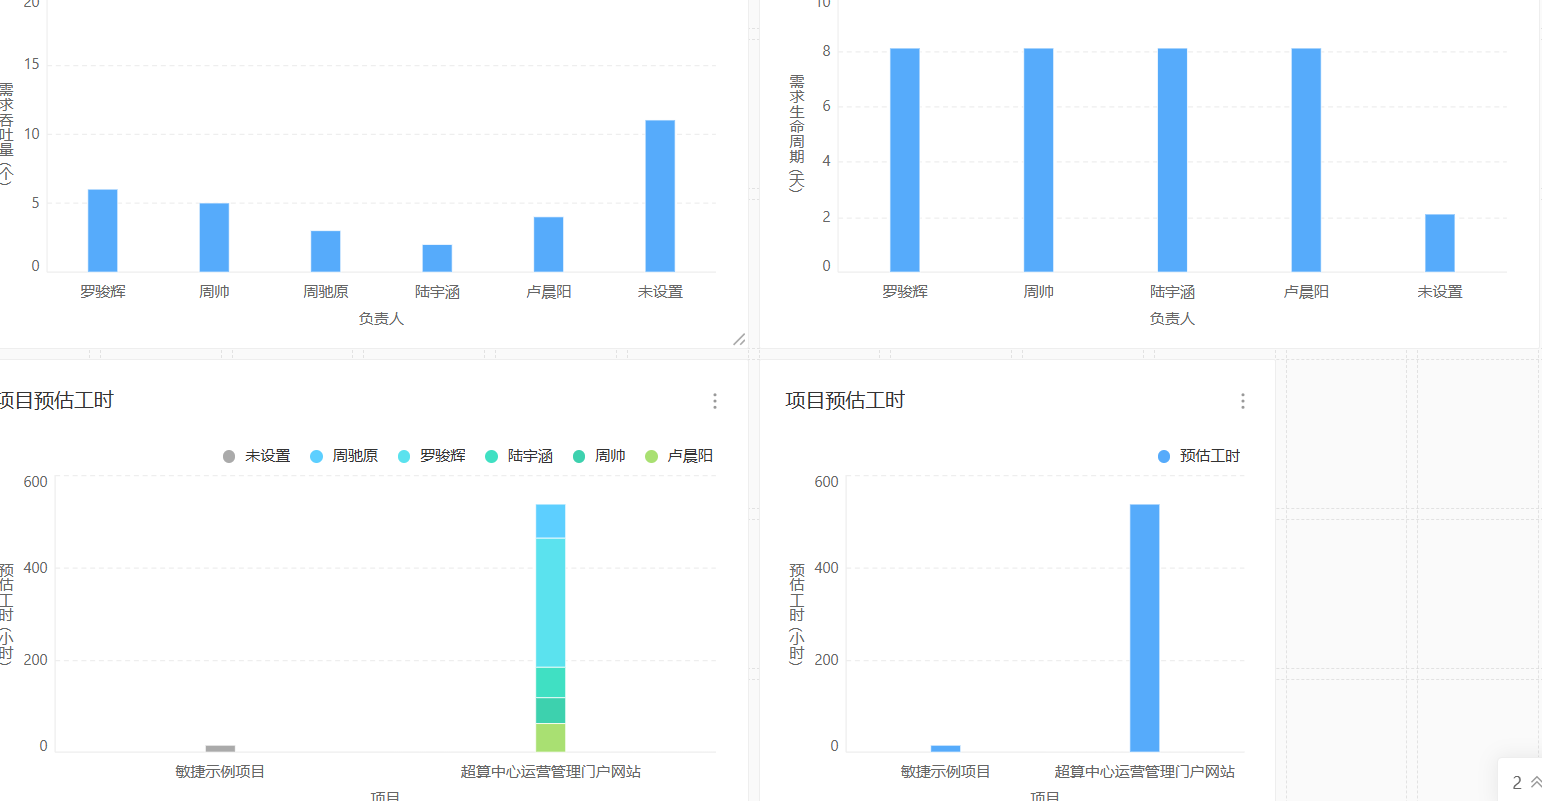 20
15
10
5
0
需求吞吐量(个)
罗骏辉 周帅 周驰原 陆宇涵 卢晨阳 未设置
负责人
10
8
6
4
2
0
需求生命周期(天)
罗骏辉 周帅 陆宇涵 卢晨阳 未设置
负责人
项目预估工时
未设置 周驰原 罗骏辉 陆宇涵 周帅 卢晨阳
600
400
200
0
预估工时(小时)
敏捷示例项目 超算中心运营管理门户网站
项目
项目预估工时
预估工时
600
400
200
0
预估工时(小时)
敏捷示例项目 超算中心运营管理门户网站
项目
2